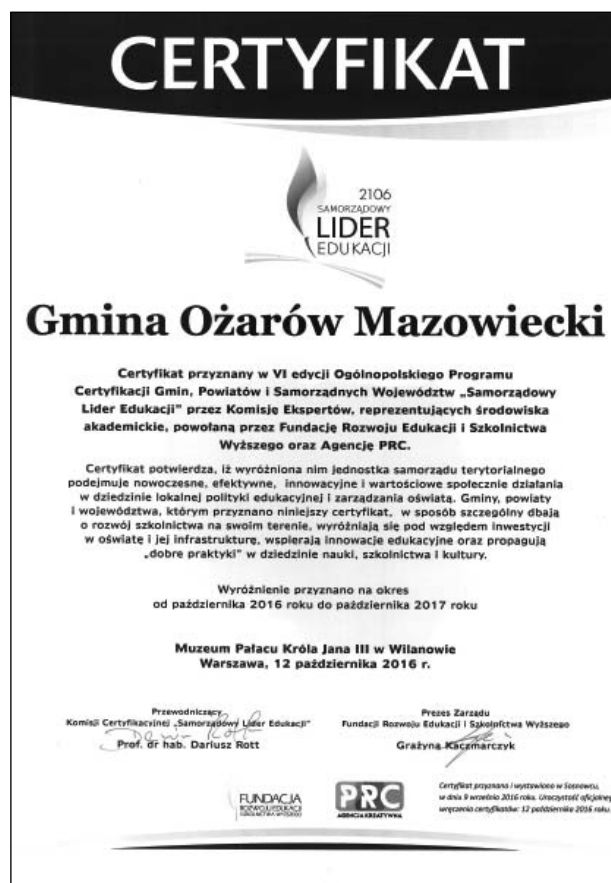 CERTYFIKAT
2106
SAMORZĄDOWY
LIDER
EDUKACJI
Gmina Ożarów Mazowiecki
Certyfikat przyznany w VI edycji Ogólnopolskiego Programu
Certyfikacji Gmin, Powiatów i Samorządnych Województw „Samorządowy
Lider Edukacji” przez Komisję Ekspertów, reprezentujących środowiska
akademickie, powołaną przez Fundację Rozwoju Edukacji i Szkolnictwa
Wyższego oraz Agencję PRC.
Certyfikat potwierdza, iż wyróżniona nim jednostka samorządu terytorialnego
podejmuje nowoczesne, efektywne, innowacyjne i wartościowe społecznie działania
w dziedzinie lokalnej polityki edukacyjnej i zarządzania oświatą. Gminy, powiaty
i województwa, którym przyznano niniejszy certyfikat, w sposób szczególny dbają
o rozwój szkolnictwa na swoim terenie, wyróżniają się pod względem inwestycji
w oświatę i jej infrastrukturę, wspierają innowacje edukacyjne oraz propagują
„dobre praktyki” w dziedzinie nauki, szkolnictwa i kultury.
Wyróżnienie przyznano na okres
od października 2016 roku do października 2017 roku
Muzeum Pałacu Króla Jana III w Wilanowie
Warszawa, 12 października 2016 r.
Przewodniczący
Komisji Certyfikacyjnej „Samorządowy Lider Edukacji”
Prof. dr hab. Dariusz Rott
Prezes Zarządu
Fundacji Rozwoju Edukacji i Szkolnictwa Wyższego
Grażyna Kaczmarczyk
FUNDACJA
ROZWOJU EDUKACJI
SZKOLNICTWA WYŻSZEGO
PRC
AGENCJA KREATYWNA
Certyfikat przyznano i wystawiono w Sosnowcu,
w dniu 9 września 2016 roku. Uroczystość oficjalnego
wręczenia certyfikatów: 12 października 2016 roku.